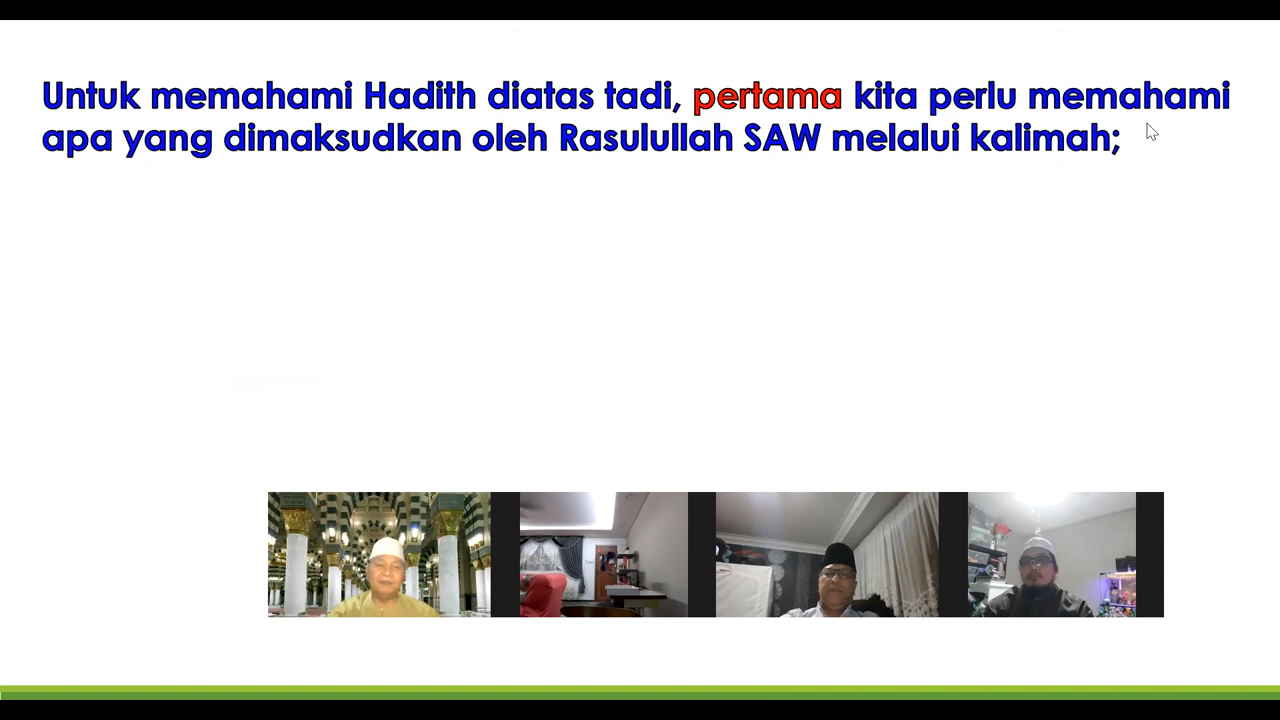 Untuk memahami Hadith diatas tadi, pertama kita perlu memahami
apa yang dimaksudkan oleh Rasulullah SAW melalui kalimah;